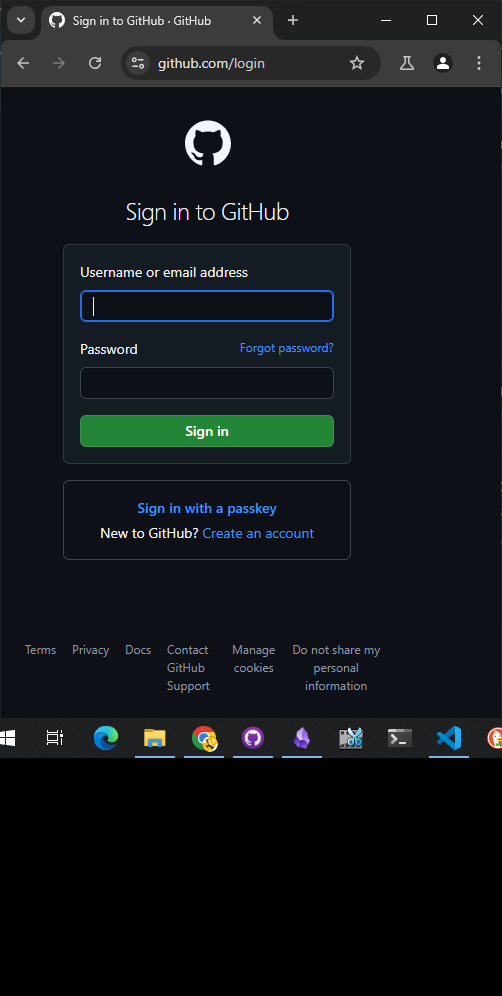 Sign in to GitHub · GitHub
github.com/login
Sign in to GitHub
Username or email address
Password
Forgot password?
Sign in
Sign in with a passkey
New to GitHub? Create an account
Terms
Privacy
Docs
Contact
GitHub
Support
Manage
cookies
Do not share my
personal
information